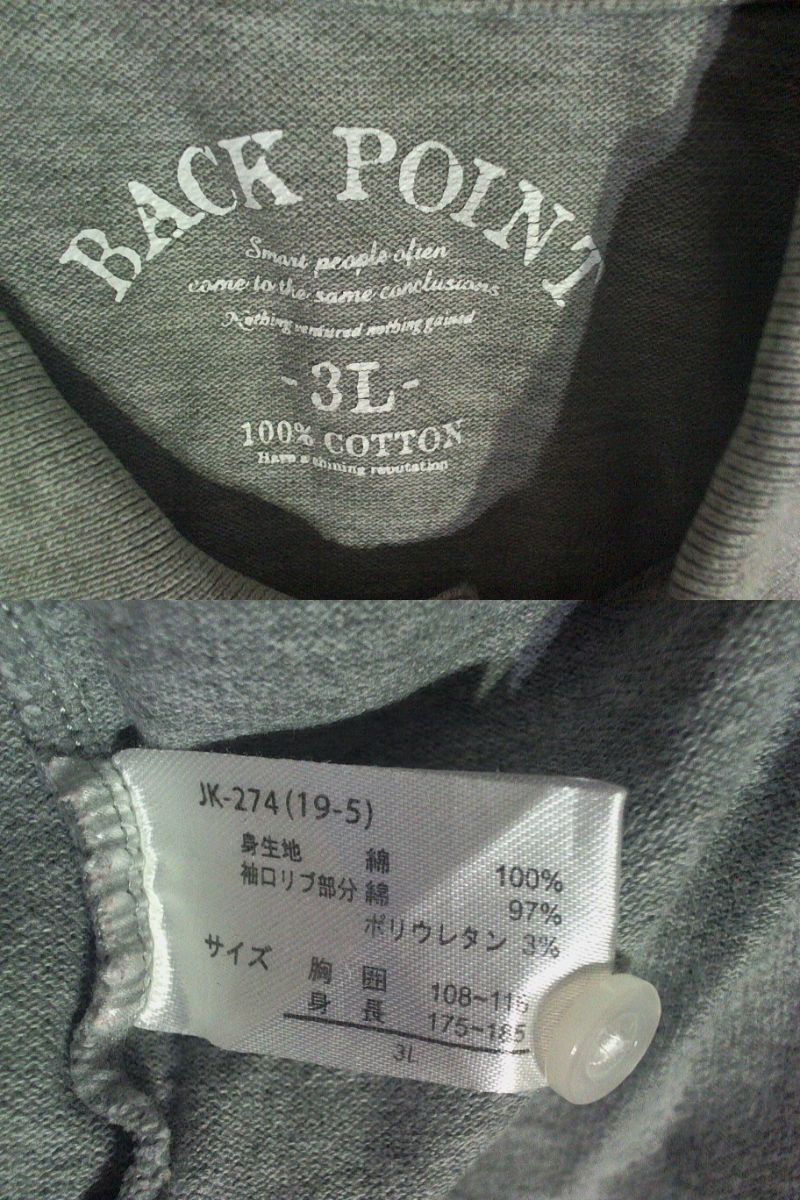 BACK POINT
Smart people often
come to the same conclusions
Nothing ventured nothing gained
-3L-
100% COTTON
Have a shining reputation
JK-274(19-5)
身生地 綿 100%
袖口リブ部分 綿 97%
ポリウレタン 3%
サイズ
胸囲 108~116
身長 175~185
3L